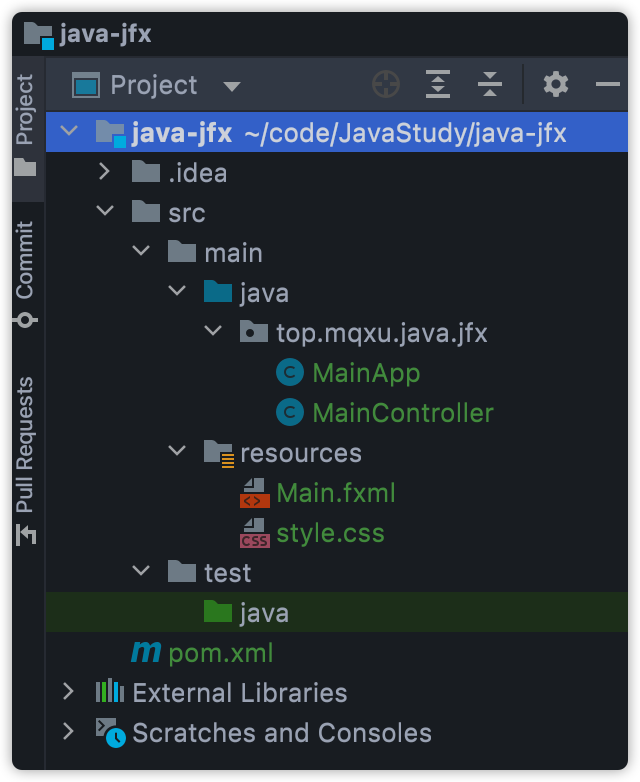 java-jfx
Project
java-jfx ~/code/JavaStudy/java-jfx
.idea
src
main
java
top.mqxu.java.jfx
C MainApp
C MainController
resources
<> Main.fxml
CSS style.css
test
java
m pom.xml
External Libraries
Scratches and Consoles
Project
Commit
Pull Requests